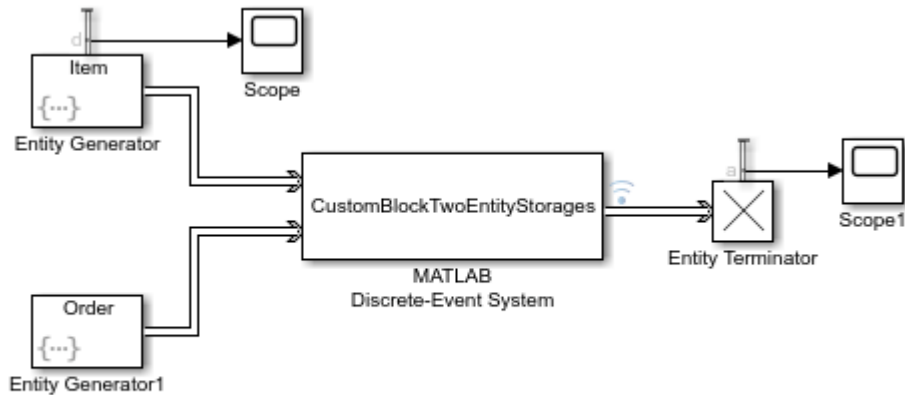 d
Item
{...}
Entity Generator
Scope
CustomBlockTwoEntityStorages
MATLAB
Discrete-Event System
a
Entity Terminator
Scope1
Order
{...}
Entity Generator1